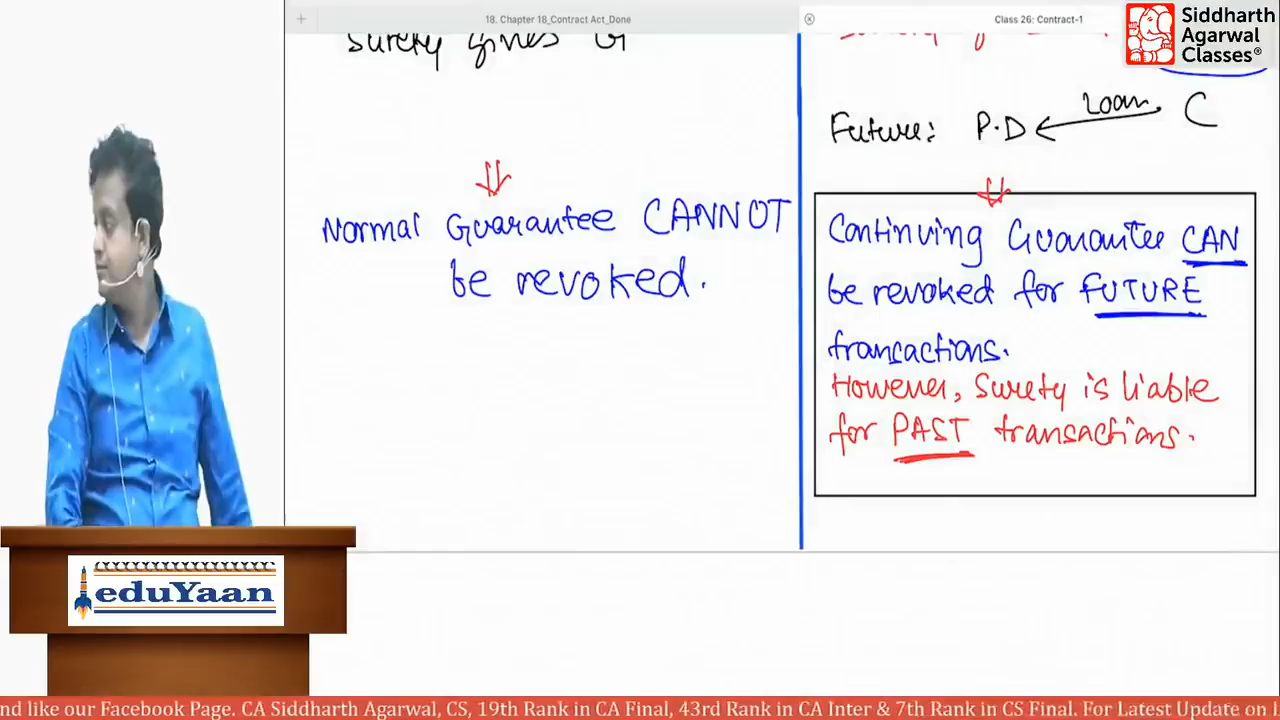 18. Chapter 18_Contract Act_Done
Class 26: Contract-1
Siddharth
Agarwal
Classes®
Surety gives G
Normal Guarantee CANNOT
be revoked.
Surety
Future: P.D Loan C
Continuing Guarantee CAN
be revoked for FUTURE
transactions.
However, Surety is liable
for PAST transactions.
eduYaan
nd like our Facebook Page. CA Siddharth Agarwal, CS, 19th Rank in CA Final, 43rd Rank in CA Inter & 7th Rank in CS Final. For Latest Update on